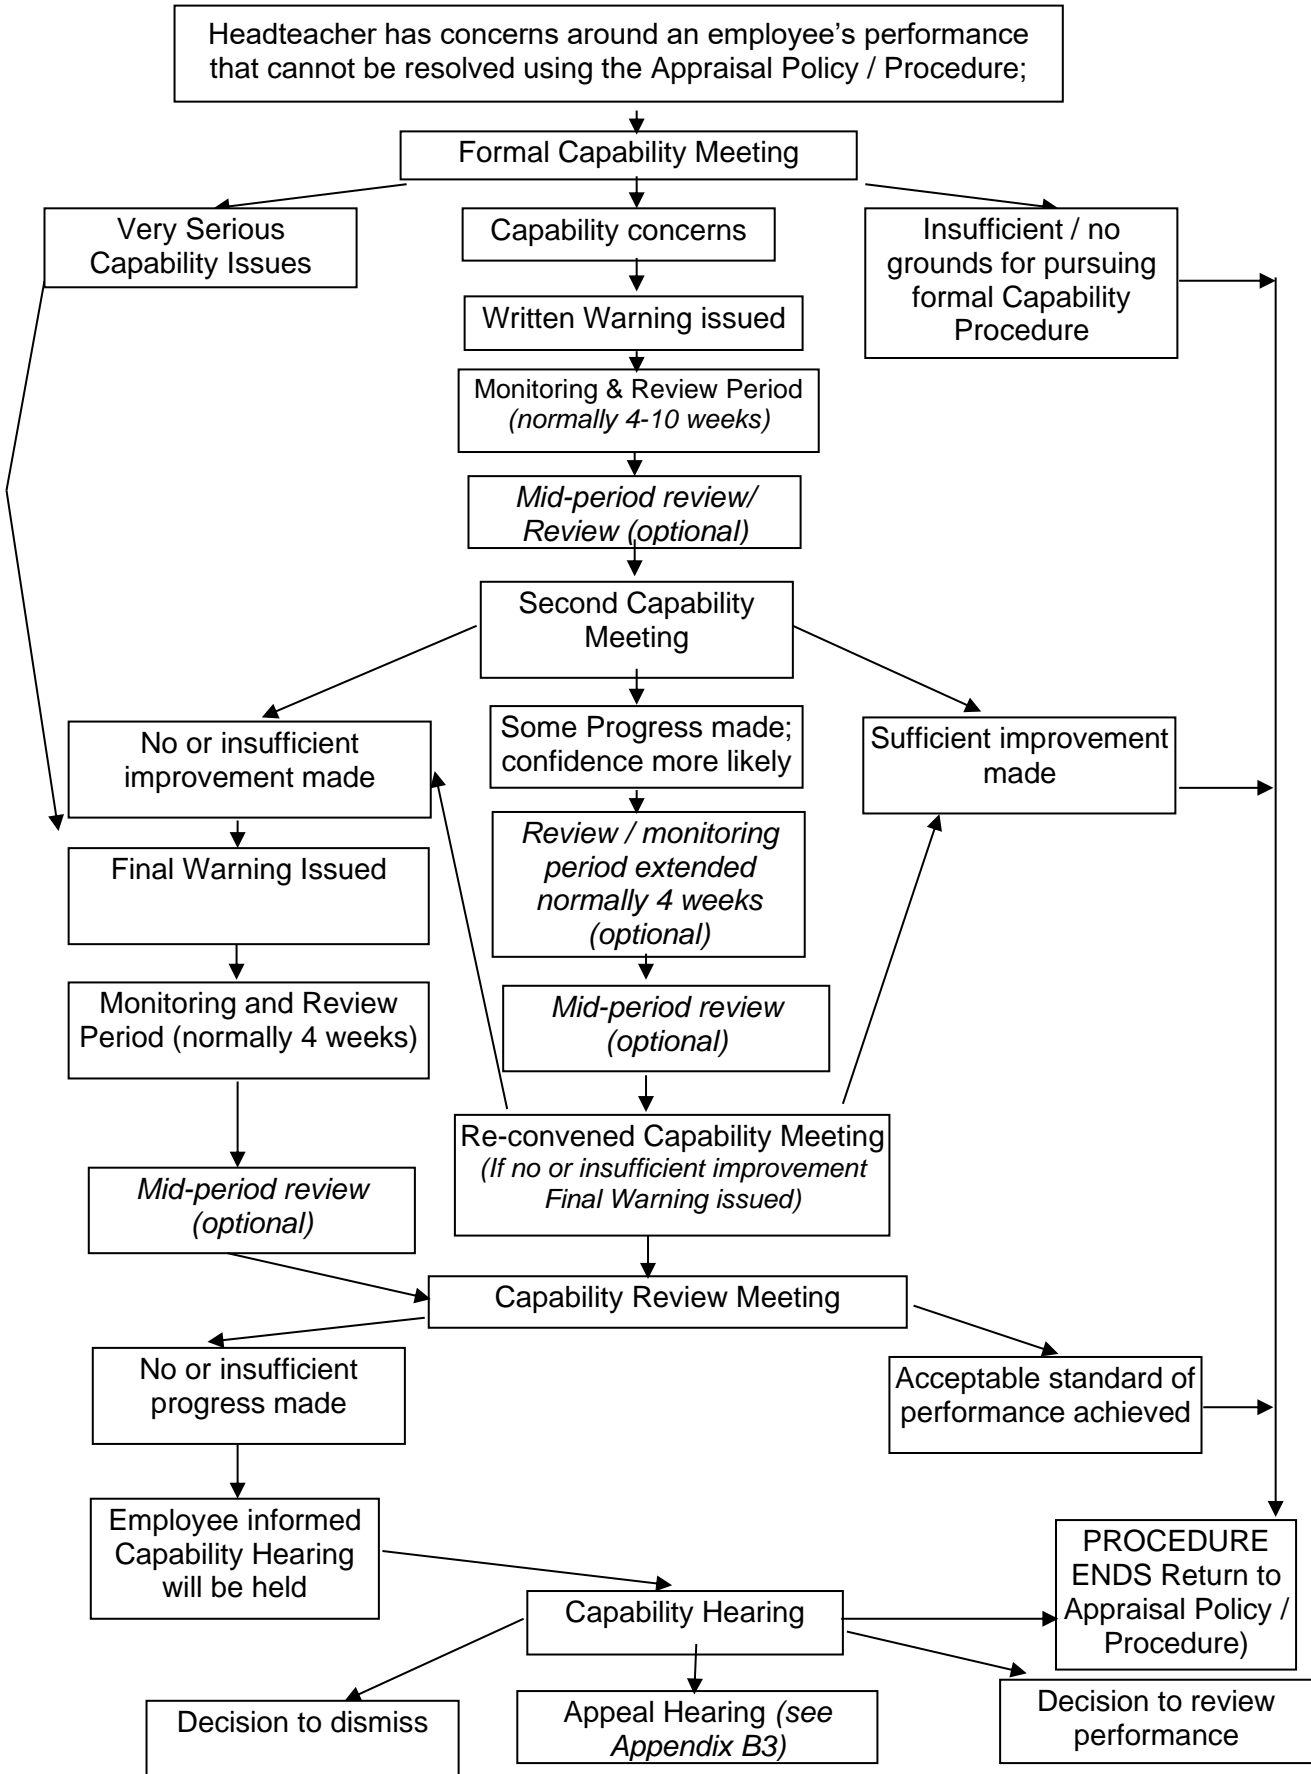 Headteacher has concerns around an employee’s performance
that cannot be resolved using the Appraisal Policy / Procedure;
Formal Capability Meeting
Very Serious
Capability Issues
Capability concerns
Insufficient / no
grounds for pursuing
formal Capability
Procedure
Written Warning issued
Monitoring & Review Period
(normally 4-10 weeks)
Mid-period review/
Review (optional)
Second Capability
Meeting
No or insufficient
improvement made
Some Progress made;
confidence more likely
Sufficient improvement
made
Final Warning Issued
Review / monitoring
period extended
normally 4 weeks
(optional)
Monitoring and Review
Period (normally 4 weeks)
Mid-period review
(optional)
Re-convened Capability Meeting
(If no or insufficient improvement
Final Warning issued)
Mid-period review
(optional)
Capability Review Meeting
No or insufficient
progress made
Acceptable standard of
performance achieved
Employee informed
Capability Hearing
will be held
PROCEDURE
ENDS Return to
Appraisal Policy /
Procedure)
Capability Hearing
Decision to dismiss
Appeal Hearing (see
Appendix B3)
Decision to review
performance